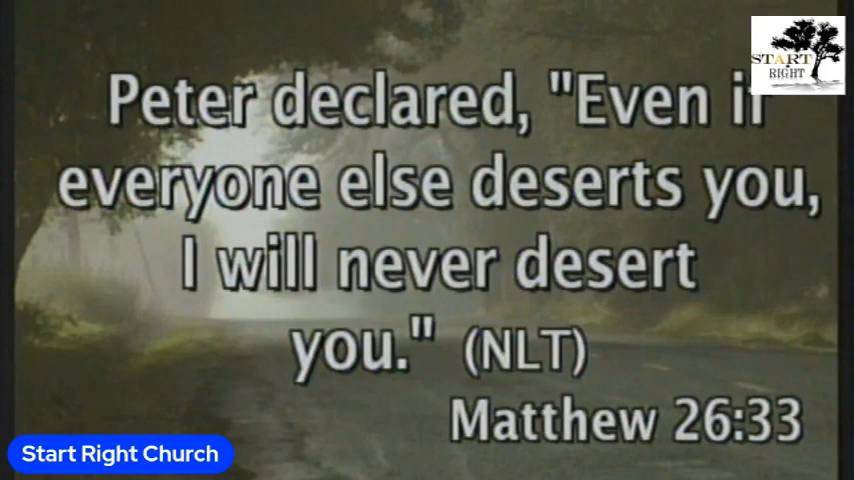 START
RIGHT
Peter declared, "Even if
everyone else deserts you,
I will never desert
you." (NLT)
Matthew 26:33
Start Right Church